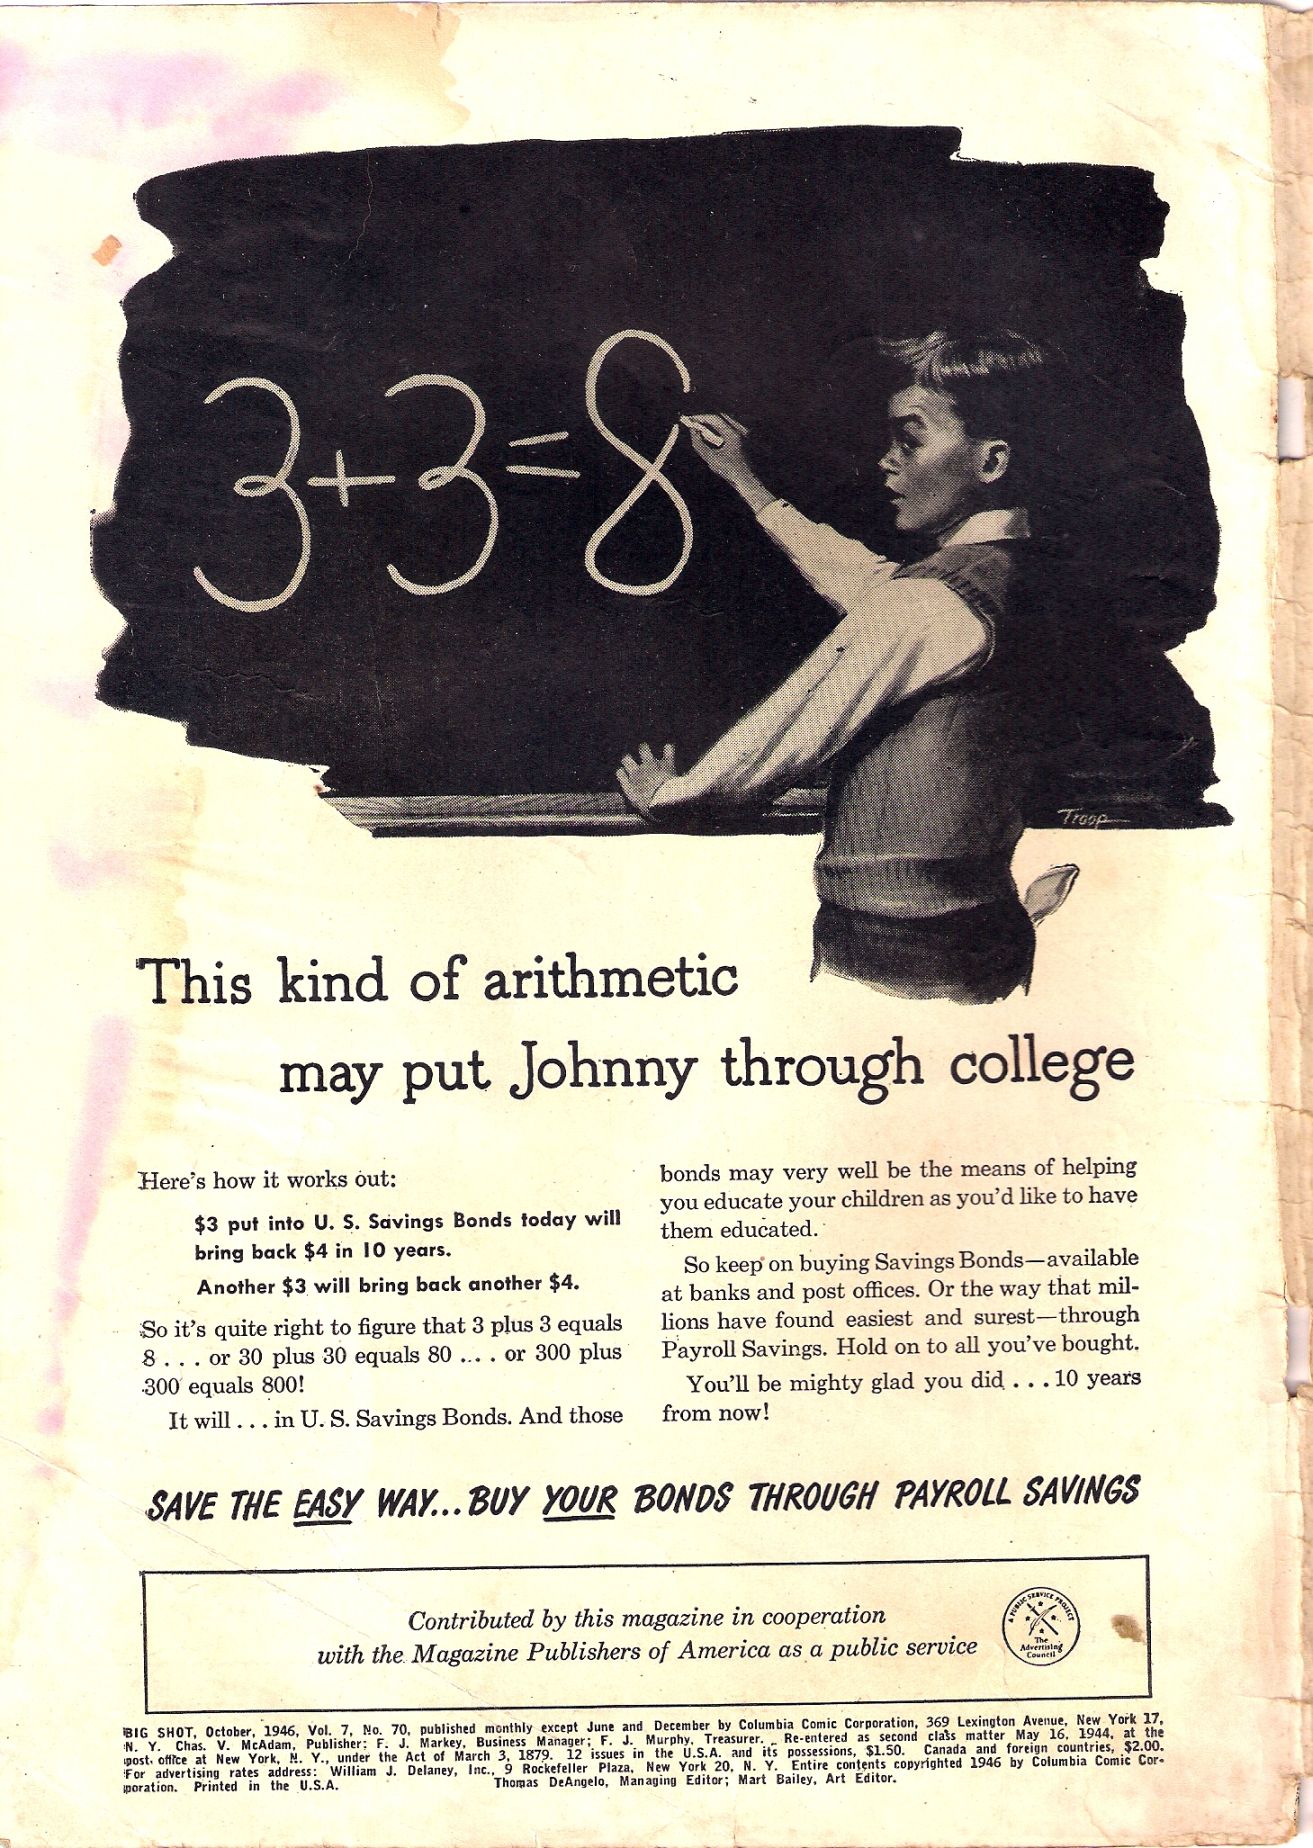 3+3=8
Troop
This kind of arithmetic
may put Johnny through college
Here's how it works out:
$3 put into U. S. Savings Bonds today will
bring back $4 in 10 years.
Another $3 will bring back another $4.
So it's quite right to figure that 3 plus 3 equals
8 . . . or 30 plus 30 equals 80 . . . or 300 plus
300 equals 800!
It will . . . in U. S. Savings Bonds. And those
bonds may very well be the means of helping
you educate your children as you'd like to have
them educated.
So keep on buying Savings Bonds—available
at banks and post offices. Or the way that mil-
lions have found easiest and surest—through
Payroll Savings. Hold on to all you've bought.
You'll be mighty glad you did . . . 10 years
from now!
SAVE THE EASY WAY... BUY YOUR BONDS THROUGH PAYROLL SAVINGS
Contributed by this magazine in cooperation
with the Magazine Publishers of America as a public service
A PUBLIC SERVICE PROJECT
The
Advertising
Council
BIG SHOT, October, 1946, Vol. 7, No. 70, published monthly except June and December by Columbia Comic Corporation, 369 Lexington Avenue, New York 17,
N. Y. Chas. V. McAdam, Publisher; F. J. Markey, Business Manager; F. J. Murphy, Treasurer. Re-entered as second class matter May 16, 1944, at the
post office at New York, N. Y., under the Act of March 3, 1879. 12 issues in the U.S.A. and its possessions, $1.50. Canada and foreign countries, $2.00.
For advertising rates address: William J. Delaney, Inc., 9 Rockefeller Plaza, New York 20, N. Y. Entire contents copyrighted 1946 by Columbia Comic Cor-
poration. Printed in the U.S.A. Thomas DeAngelo, Managing Editor; Mart Bailey, Art Editor.